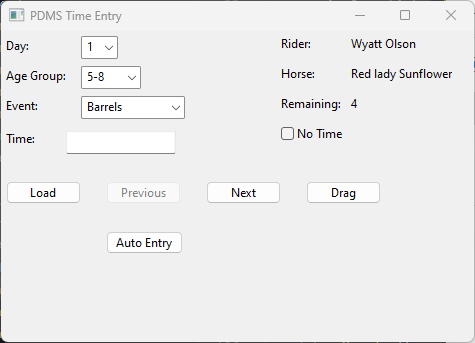 PDMS Time Entry
Day: 1 Rider: Wyatt Olson
Age Group: 5-8 Horse: Red lady Sunflower
Event: Barrels Remaining: 4
Time: No Time
Load Previous Next Drag
Auto Entry